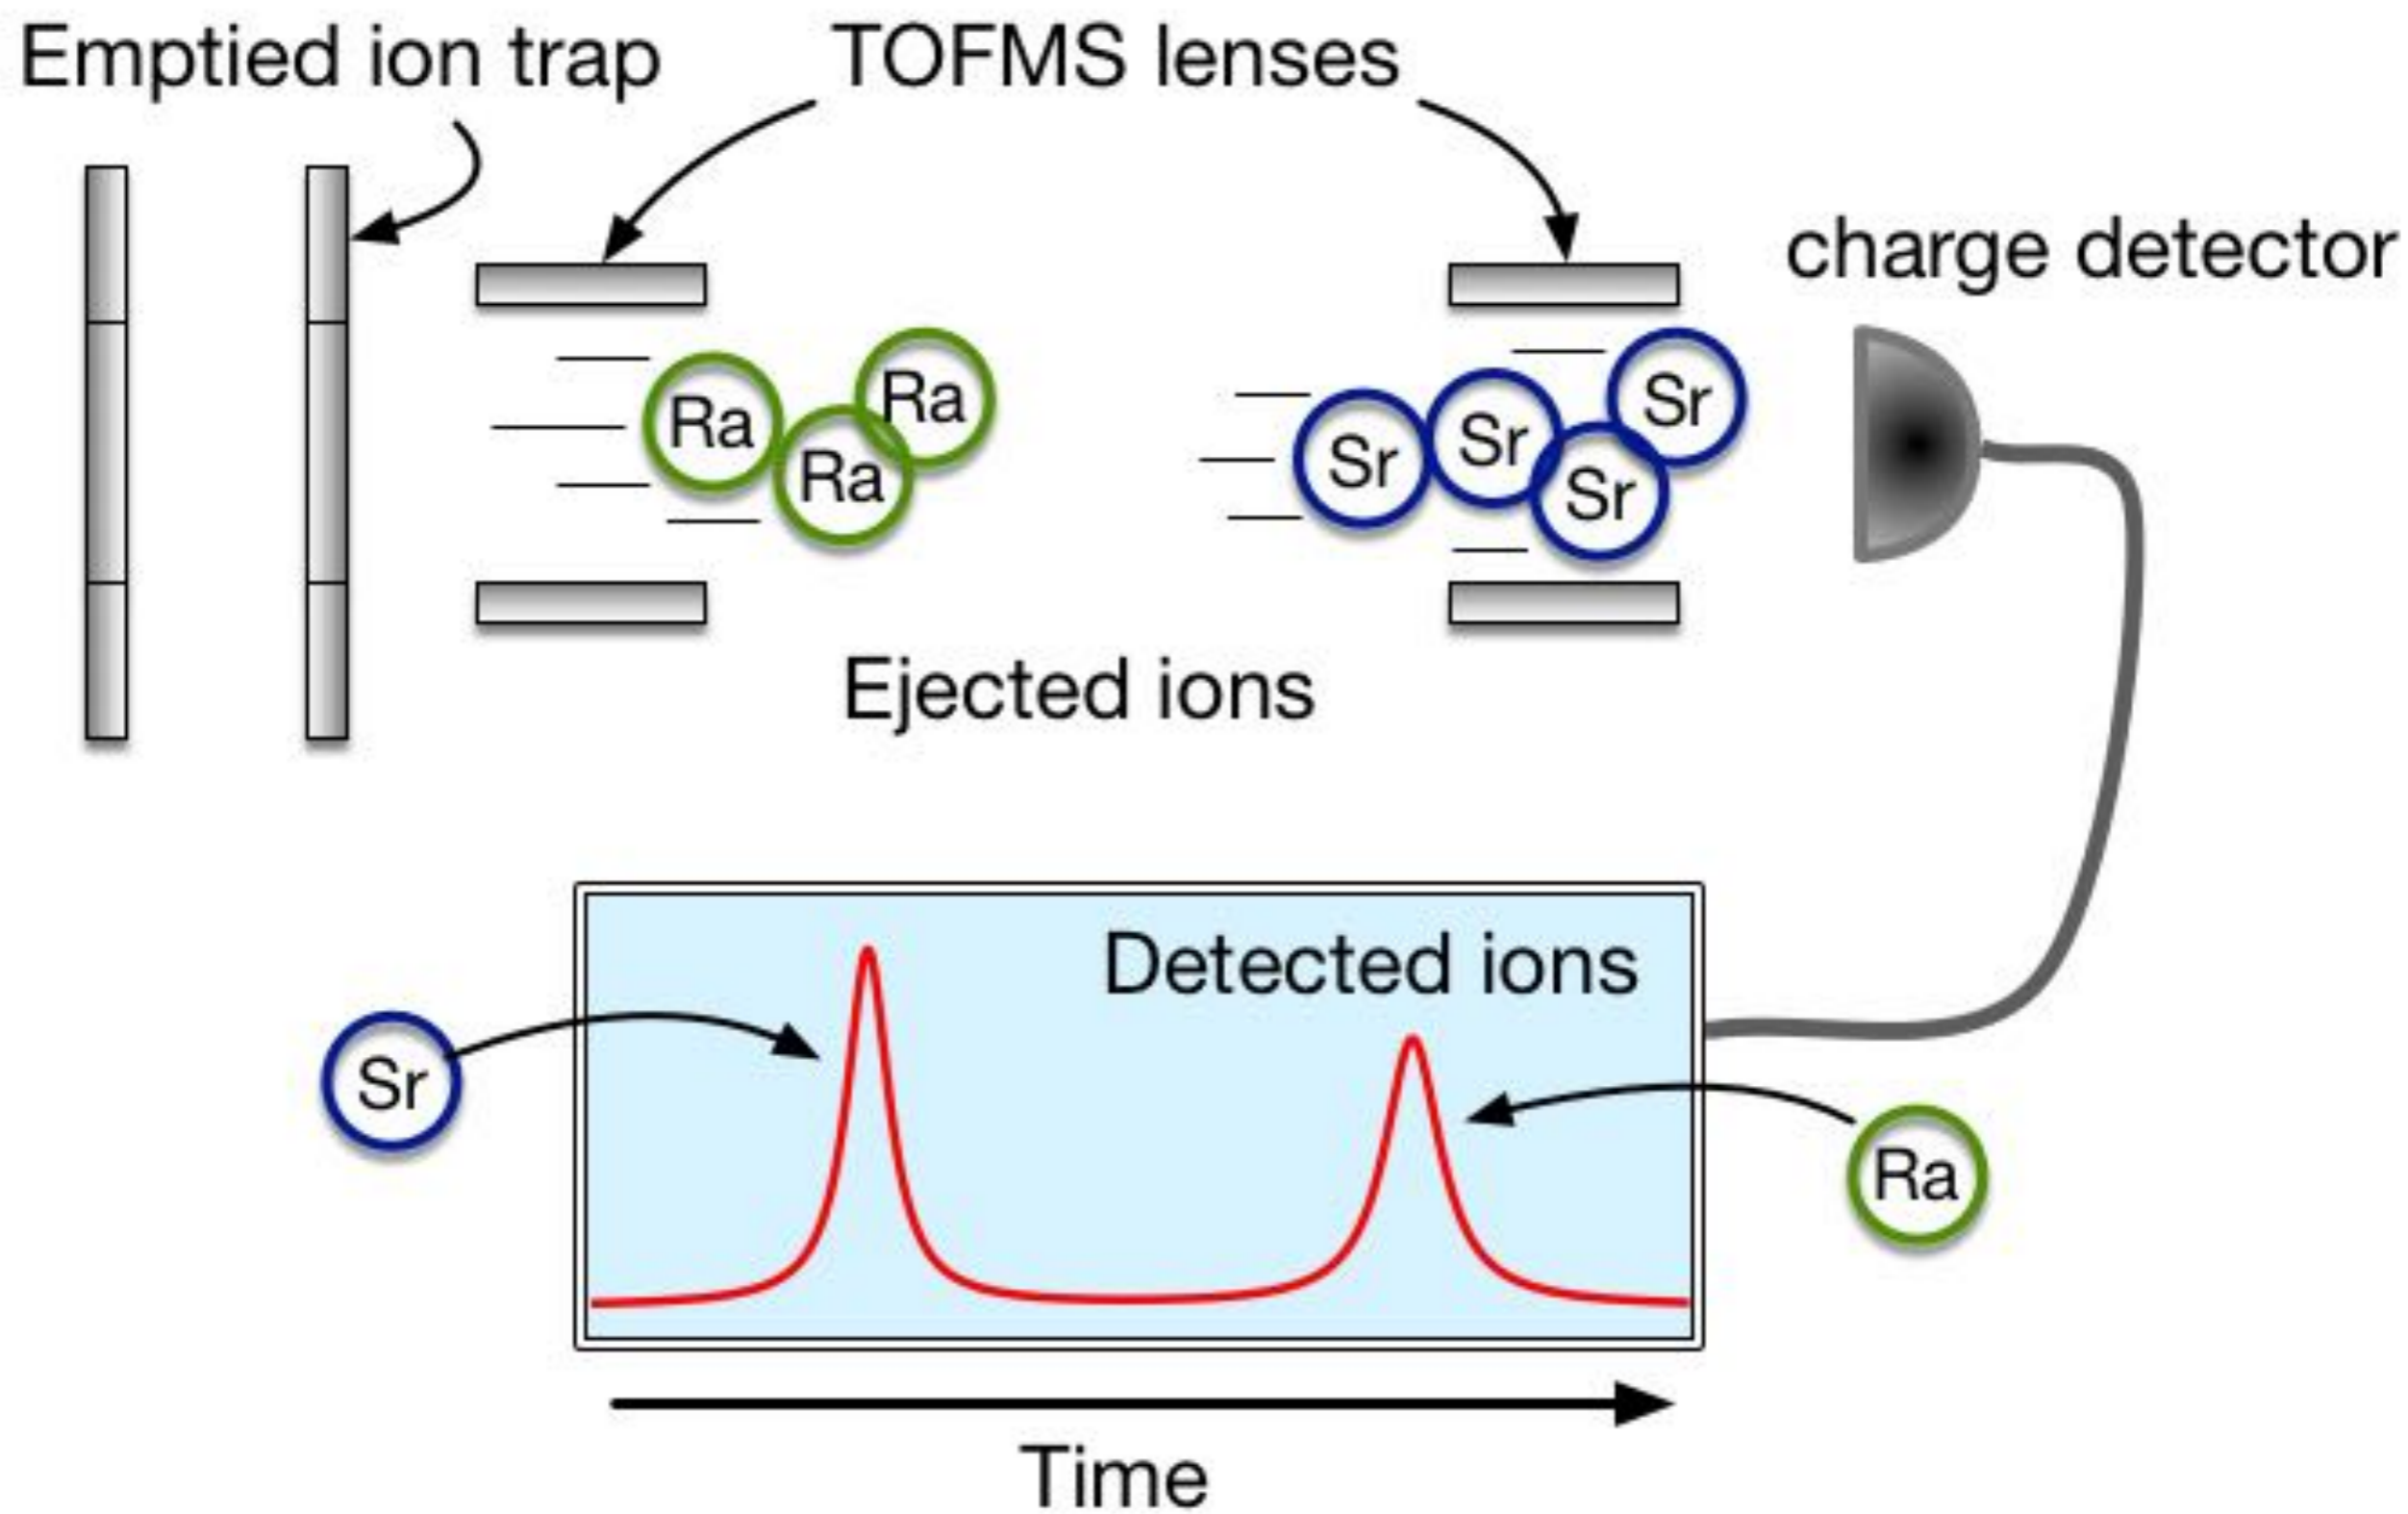 Emptied ion trap
TOFMS lenses
charge detector
Ra
Ra
Ra
Sr
Sr
Sr
Sr
Ejected ions
Detected ions
Sr
Ra
Time